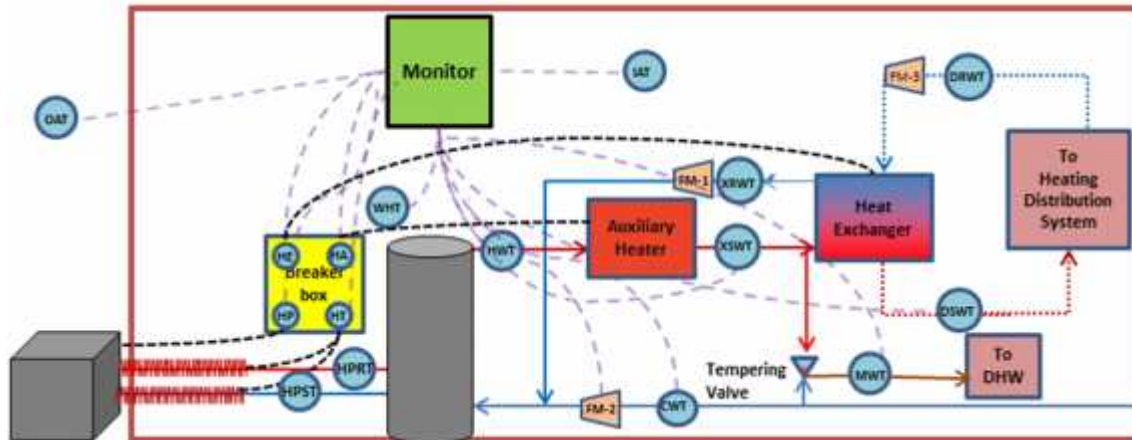 Monitor
IAT
FM-3
DRWT
OAT
To
Heating
Distribution
System
FM-1
XRWT
Heat
Exchanger
WHT
Auxiliary
Heater
HWT
XSWT
HE
HA
Breaker
box
HP
HT
DSWT
HPRT
HPST
Tempering
Valve
MWT
To
DHW
FM-2
CWT